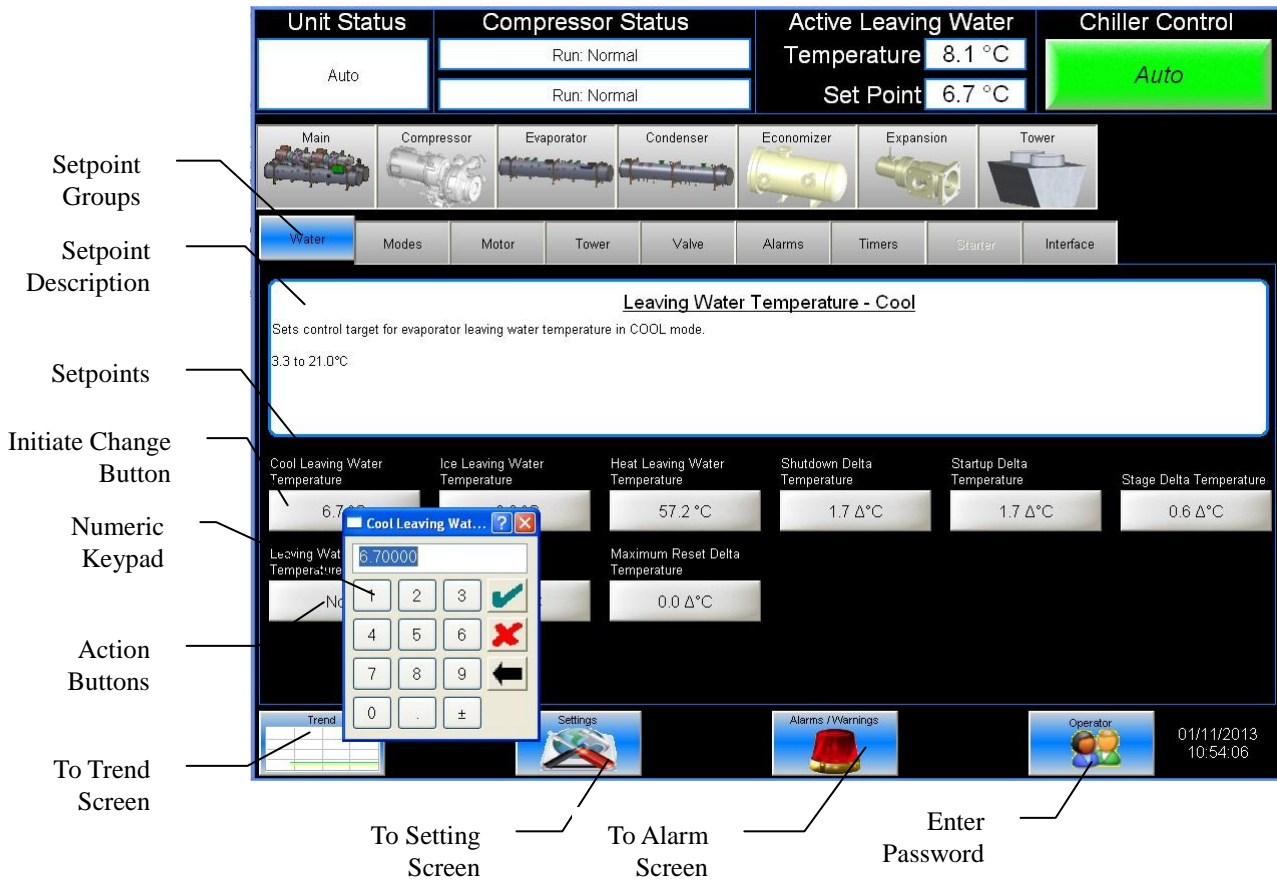 Unit Status
Compressor Status
Active Leaving Water
Chiller Control
Auto
Run: Normal
Run: Normal
Temperature
8.1 °C
Set Point
6.7 °C
Auto
Main
Compressor
Evaporator
Condenser
Economizer
Expansion
Tower
Setpoint
Groups
Water
Modes
Motor
Tower
Valve
Alarms
Timers
Starter
Interface
Setpoint
Description
Leaving Water Temperature - Cool
Sets control target for evaporator leaving water temperature in COOL mode.
3.3 to 21.0°C
Setpoints
Initiate Change
Button
Cool Leaving Water
Temperature
Ice Leaving Water
Temperature
Heat Leaving Water
Temperature
Shutdown Delta
Temperature
Startup Delta
Temperature
Stage Delta Temperature
6.7
57.2 °C
1.7 Δ°C
1.7 Δ°C
0.6 Δ°C
Numeric
Keypad
Cool Leaving Wat...
?
6.70000
1
2
3
4
5
6
7
8
9
0
.
±
Leaving Wat
Temperature
Maximum Reset Delta
Temperature
0.0 Δ°C
Action
Buttons
Trend
Settings
Alarms / Warnings
Operator
01/11/2013
10:54:06
To Trend
Screen
To Setting
Screen
To Alarm
Screen
Enter
Password